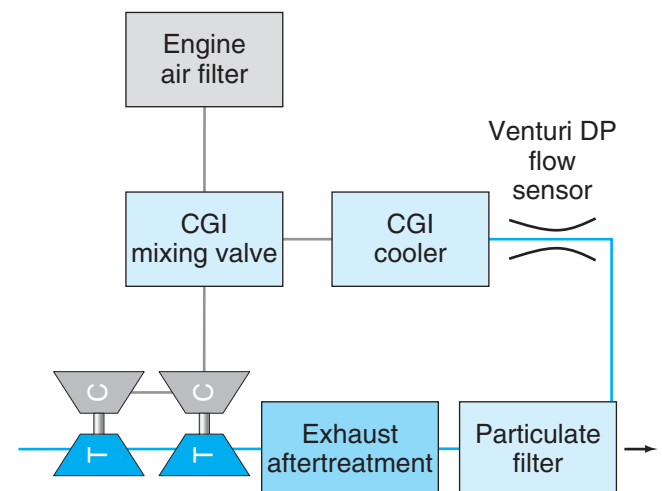 Engine
air filter
Venturi DP
flow
sensor
CGI
mixing valve
CGI
cooler
C
C
T
T
Exhaust
aftertreatment
Particulate
filter